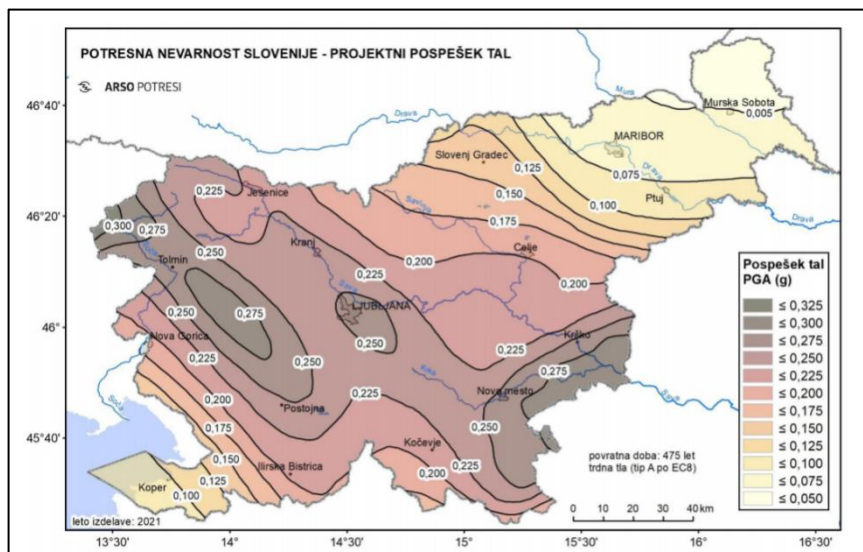 POTRESNA NEVARNOST SLOVENIJE - PROJEKTNI POSPEŠEK TAL
ARSO POTRESI
46°40'
46°20'
46°
45°40'
Mura
Murska Sobota
0,005
Drava
MARIBOR
Slovenj Gradec
0,125
0,075
Drava
Ptuj
0,150
0,100
0,225
Jesenice
0,175
Savinja
Drava
0,300
0,275
Kranj
Celje
0,250
0,200
Soča
Tolmin
0,225
0,200
Sava
0,250
0,275
LJUBLJANA
0,250
Nova Gorica
0,250
0,225
Krško
0,225
0,275
Krka
Novo mesto
Sava
Soča
0,200
Postojna
0,225
0,250
0,175
Kočevje
0,150
Ilirska Bistrica
0,200
0,225
Koper
0,125
0,100
Pospešek tal
PGA (g)
≤ 0,325
≤ 0,300
≤ 0,275
≤ 0,250
≤ 0,225
≤ 0,200
≤ 0,175
≤ 0,150
≤ 0,125
≤ 0,100
≤ 0,075
≤ 0,050
povratna doba: 475 let
trdna tla (tip A po EC8)
0 10 20 30 40 km
leto izdelave: 2021
13°30' 14° 14°30' 15° 15°30' 16° 16°30'